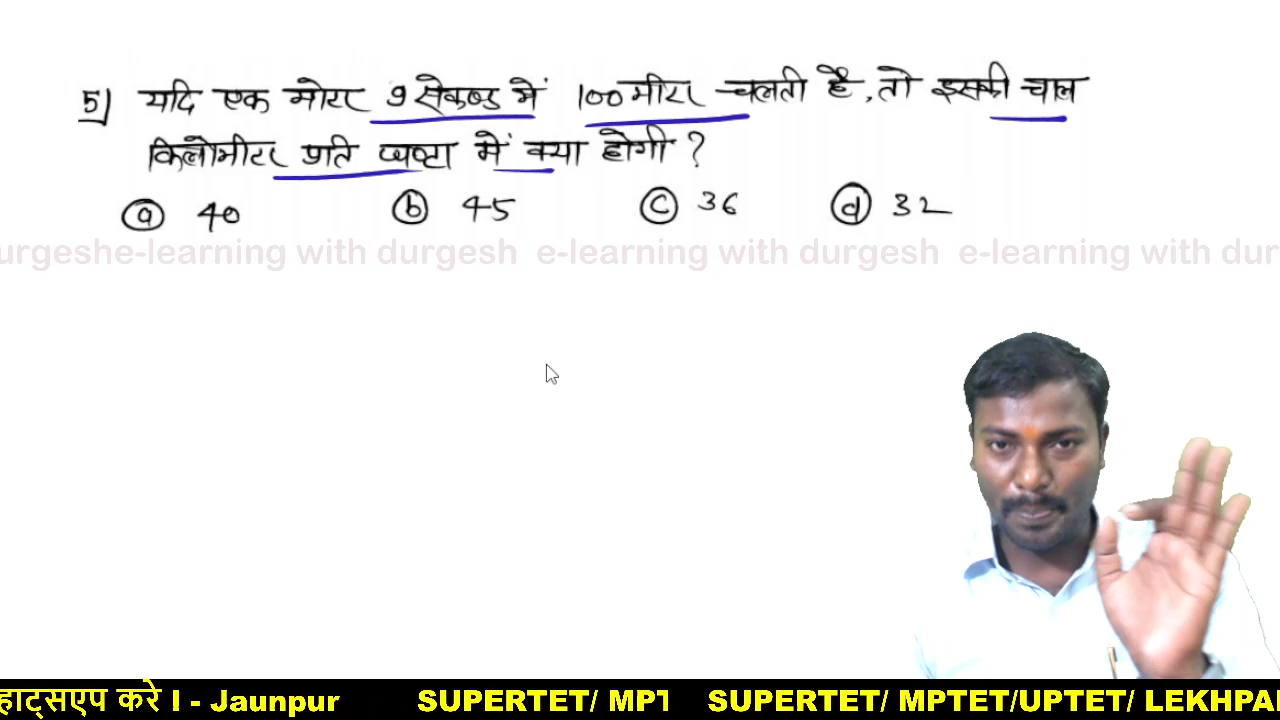 5] यदि एक मोटर 9 सेकण्ड में 100 मीटर चलती है, तो इसकी चाल
किलोमीटर प्रति घण्टा में क्या होगी ?
(a) 40 (b) 45 (c) 36 (d) 32
urgeshe-learning with durgesh e-learning with durgesh e-learning with dur
हाट्सएप करे I - Jaunpur SUPERTET/ MPT SUPERTET/ MPTET/UPTET/ LEKHPAL